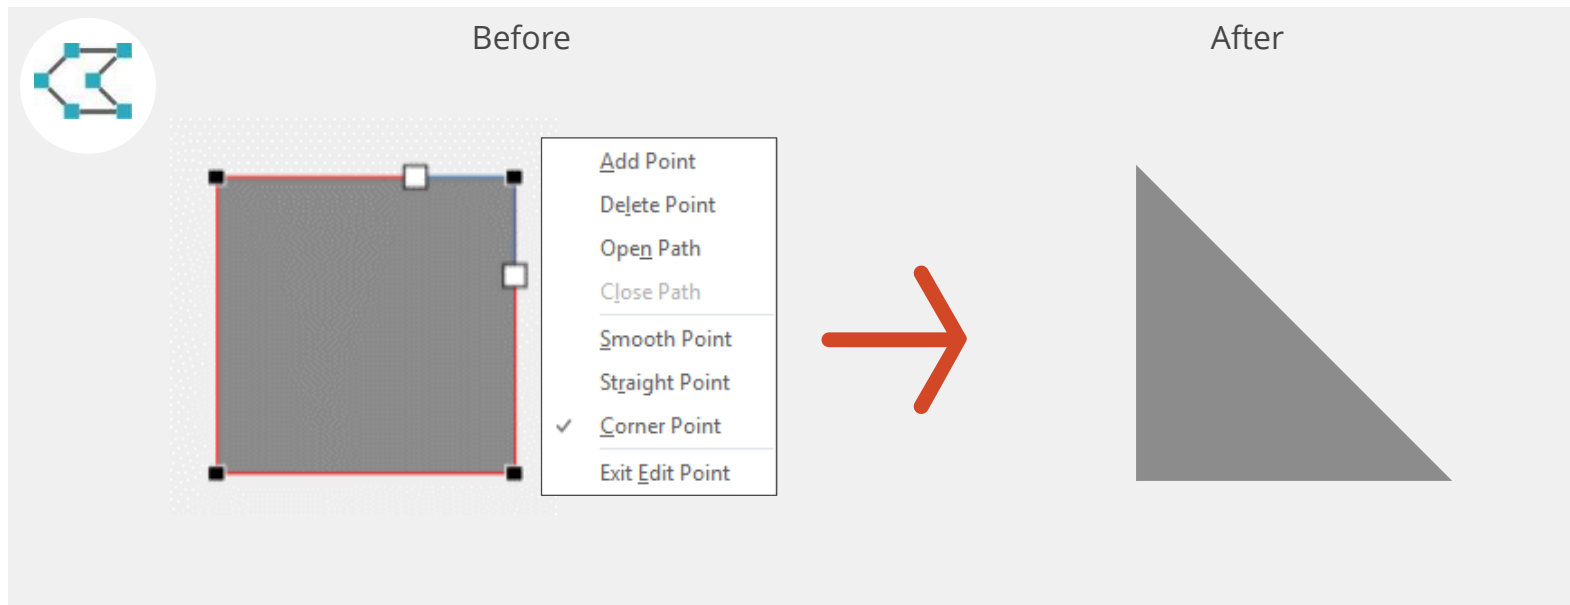 Before
After
Add Point
Delete Point
Open Path
Close Path
Smooth Point
Straight Point
Corner Point
Exit Edit Point